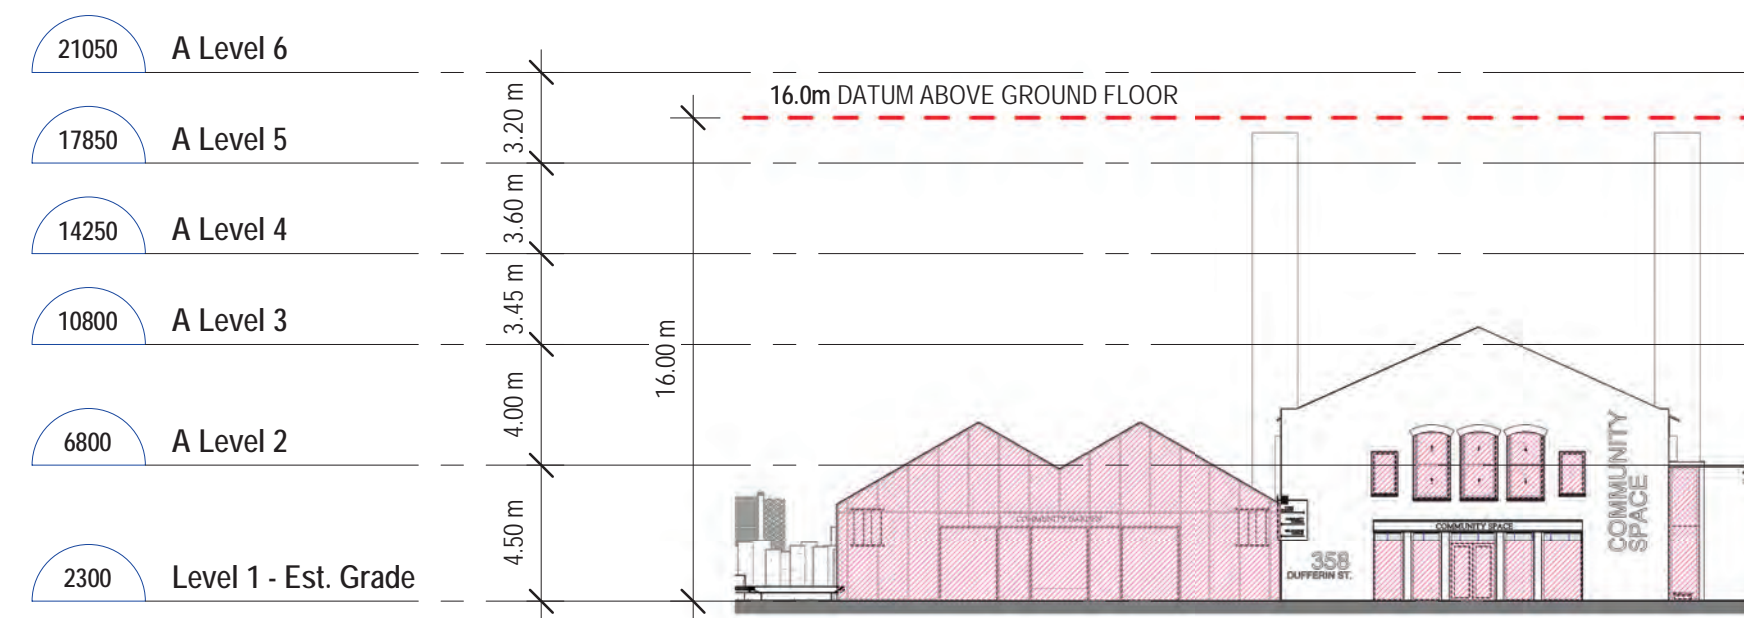 21050 A Level 6
16.0m DATUM ABOVE GROUND FLOOR
3.20 m
17850 A Level 5
3.60 m
14250 A Level 4
3.45 m
10800 A Level 3
16.00 m
4.00 m
6800 A Level 2
4.50 m
COMMUNITY GARDEN
COMMUNITY SPACE
COMMUNITY
SPACE
358
DUFFERIN ST.
2300 Level 1 - Est. Grade